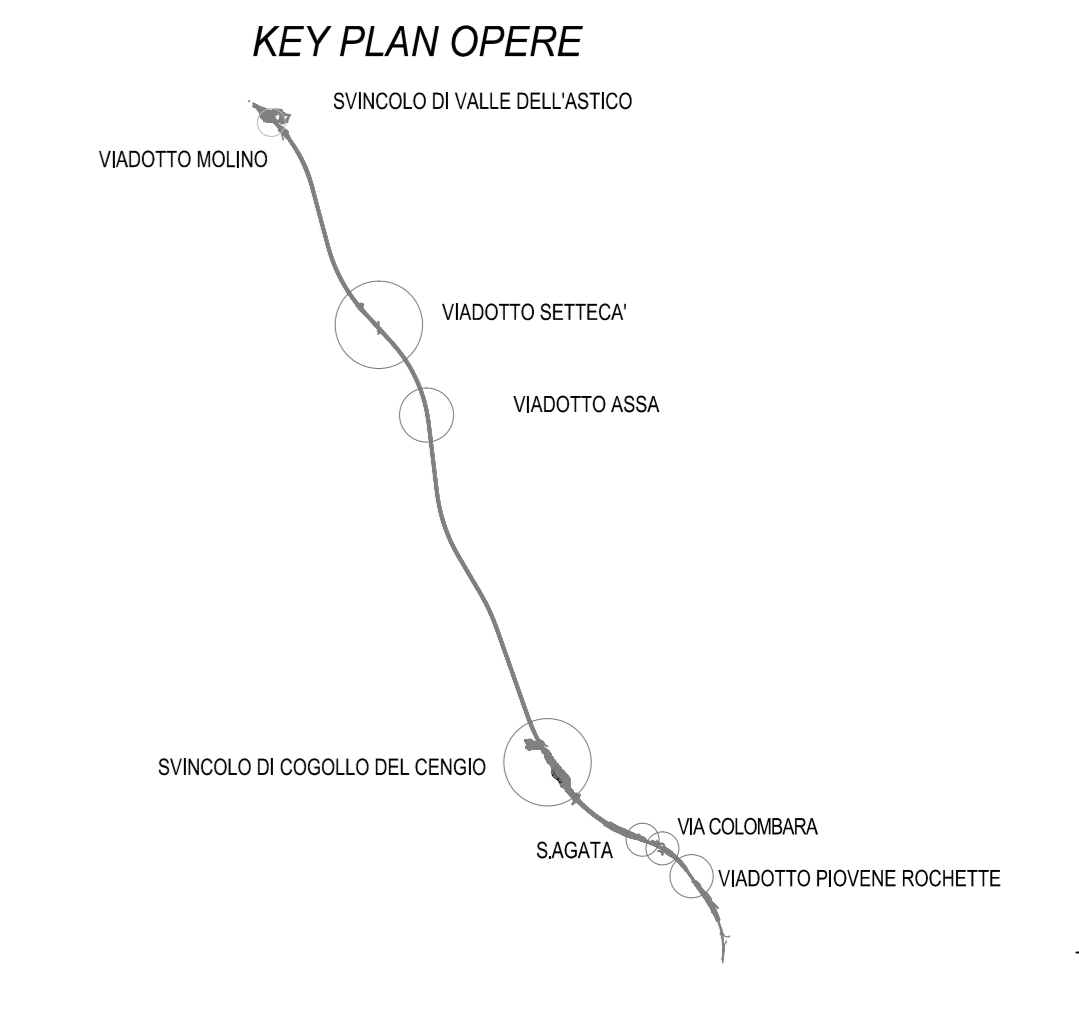 KEY PLAN OPERE
SVINCOLO DI VALLE DELL'ASTICO
VIADOTTO MOLINO
VIADOTTO SETTECA'
VIADOTTO ASSA
SVINCOLO DI COGOLLO DEL CENGIO
VIA COLOMBARA
S.AGATA
VIADOTTO PIOVENE ROCHETTE